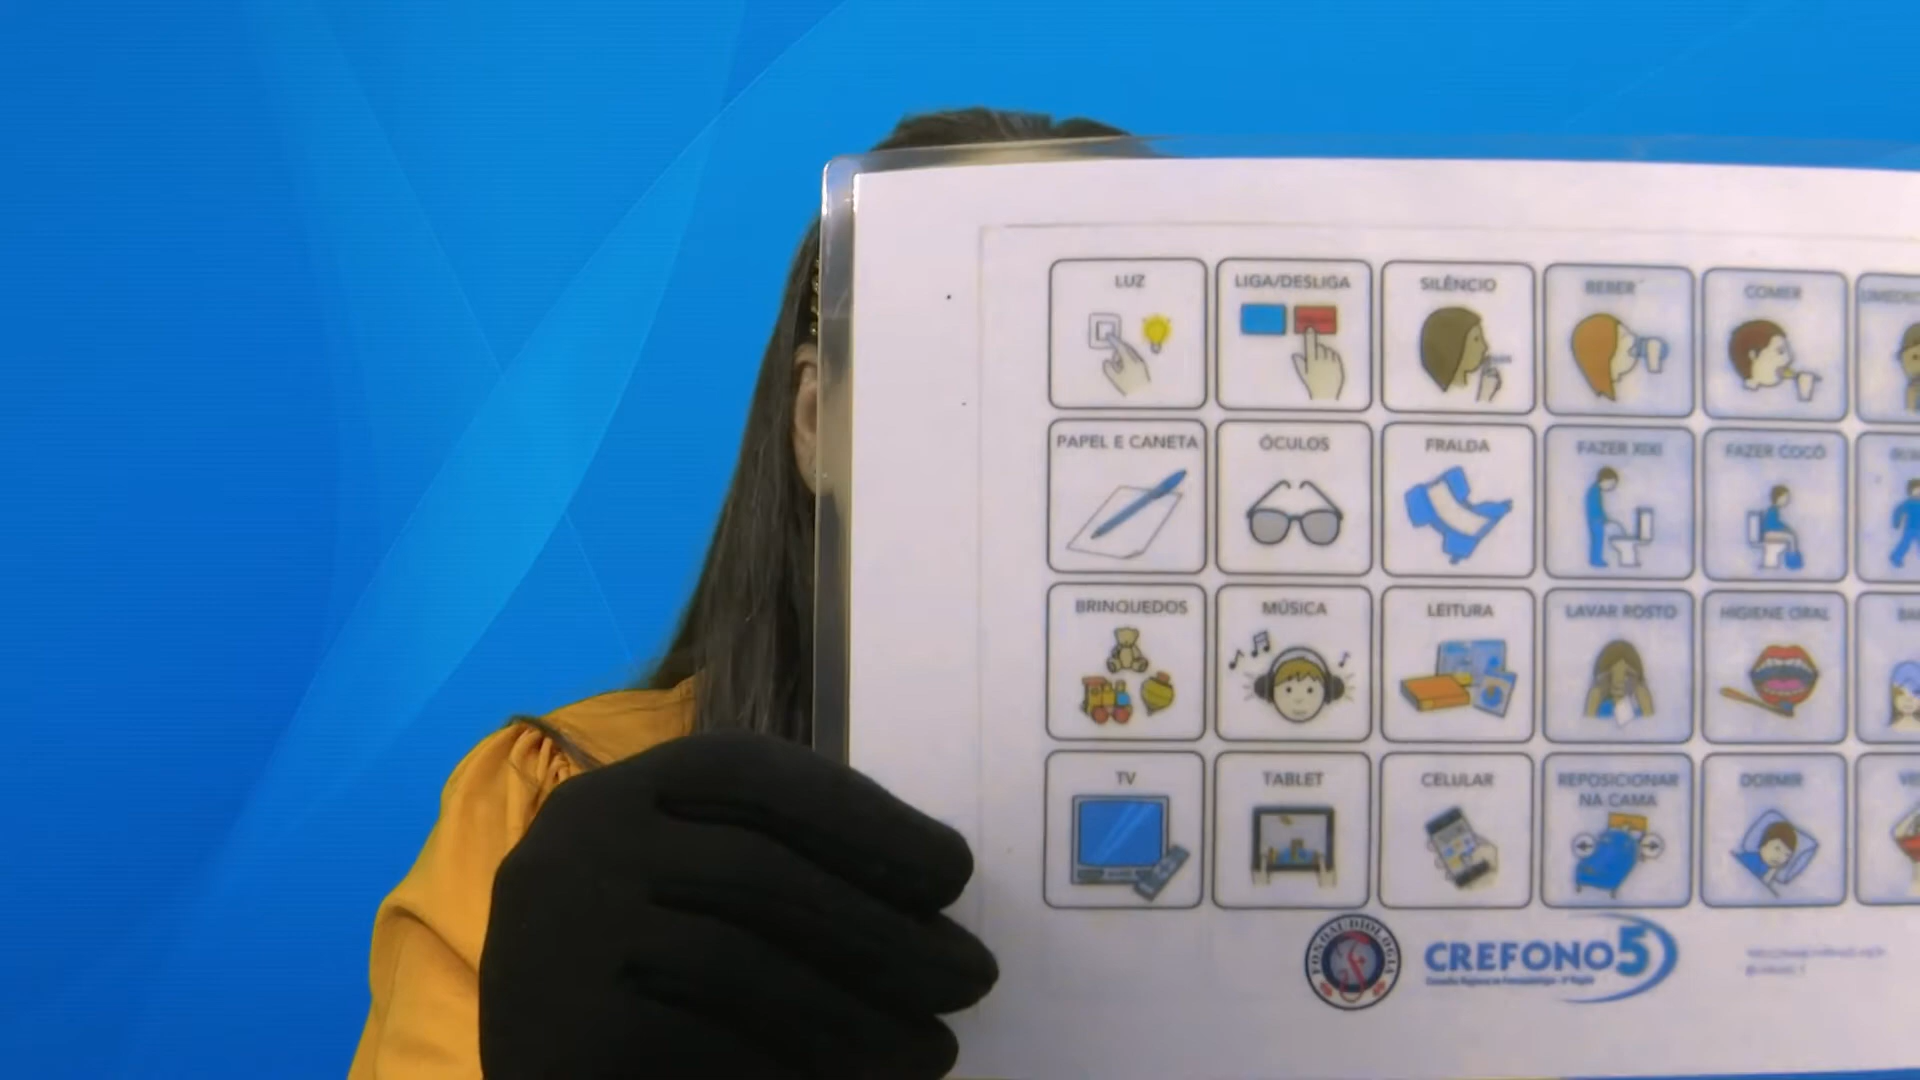 LUZ
LIGA/DESLIGA
SILÊNCIO
BEBER
COMER
PAPEL E CANETA
ÓCULOS
FRALDA
FAZER XIXI
FAZER COCÔ
BRINQUEDOS
MÚSICA
LEITURA
LAVAR ROSTO
HIGIENE ORAL
TV
TABLET
CELULAR
REPOSICIONAR
NA CAMA
DORMIR
FONOAUDIOLOGIA
CREFONO5